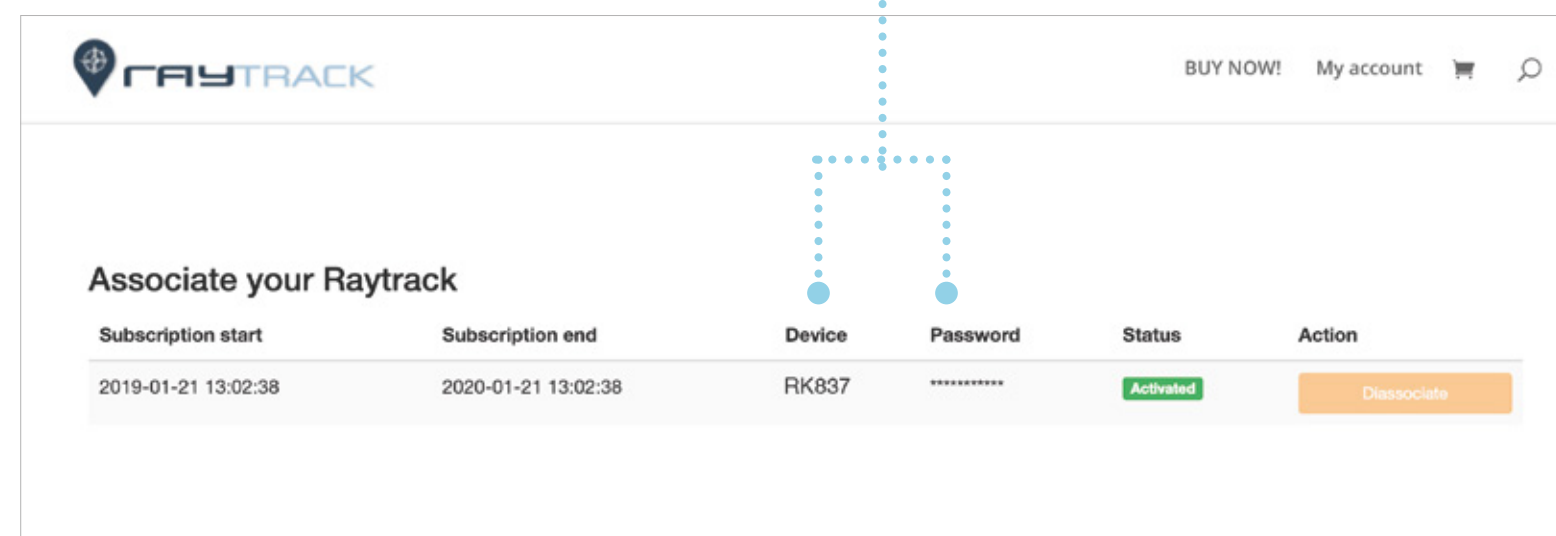 RAYTRACK BUY NOW! My account
Associate your Raytrack
Subscription start Subscription end Device Password Status Action
2019-01-21 13:02:38 2020-01-21 13:02:38 RK837 *********** Activated Diassociate